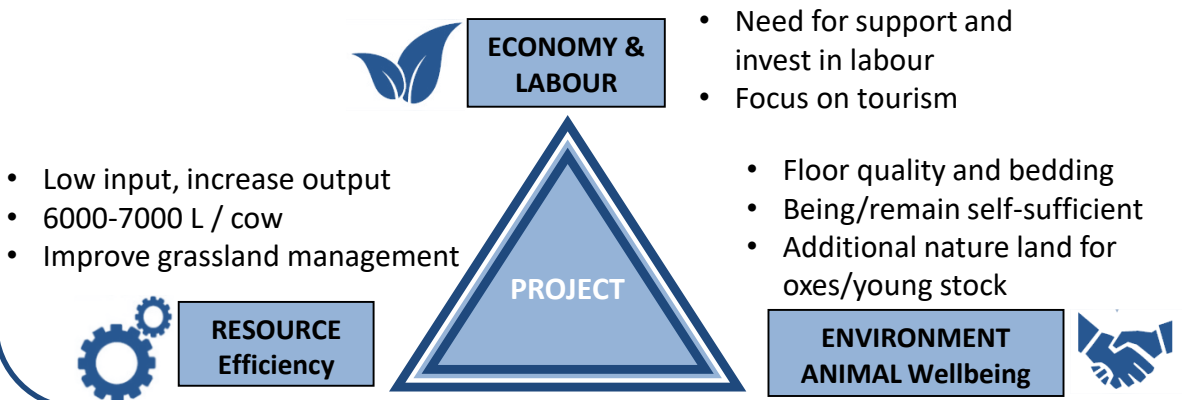 ECONOMY &
LABOUR
• Need for support and
invest in labour
• Focus on tourism
• Low input, increase output
• 6000-7000 L / cow
• Improve grassland management
• Floor quality and bedding
• Being/remain self-sufficient
• Additional nature land for
oxes/young stock
PROJECT
RESOURCE
Efficiency
ENVIRONMENT
ANIMAL Wellbeing